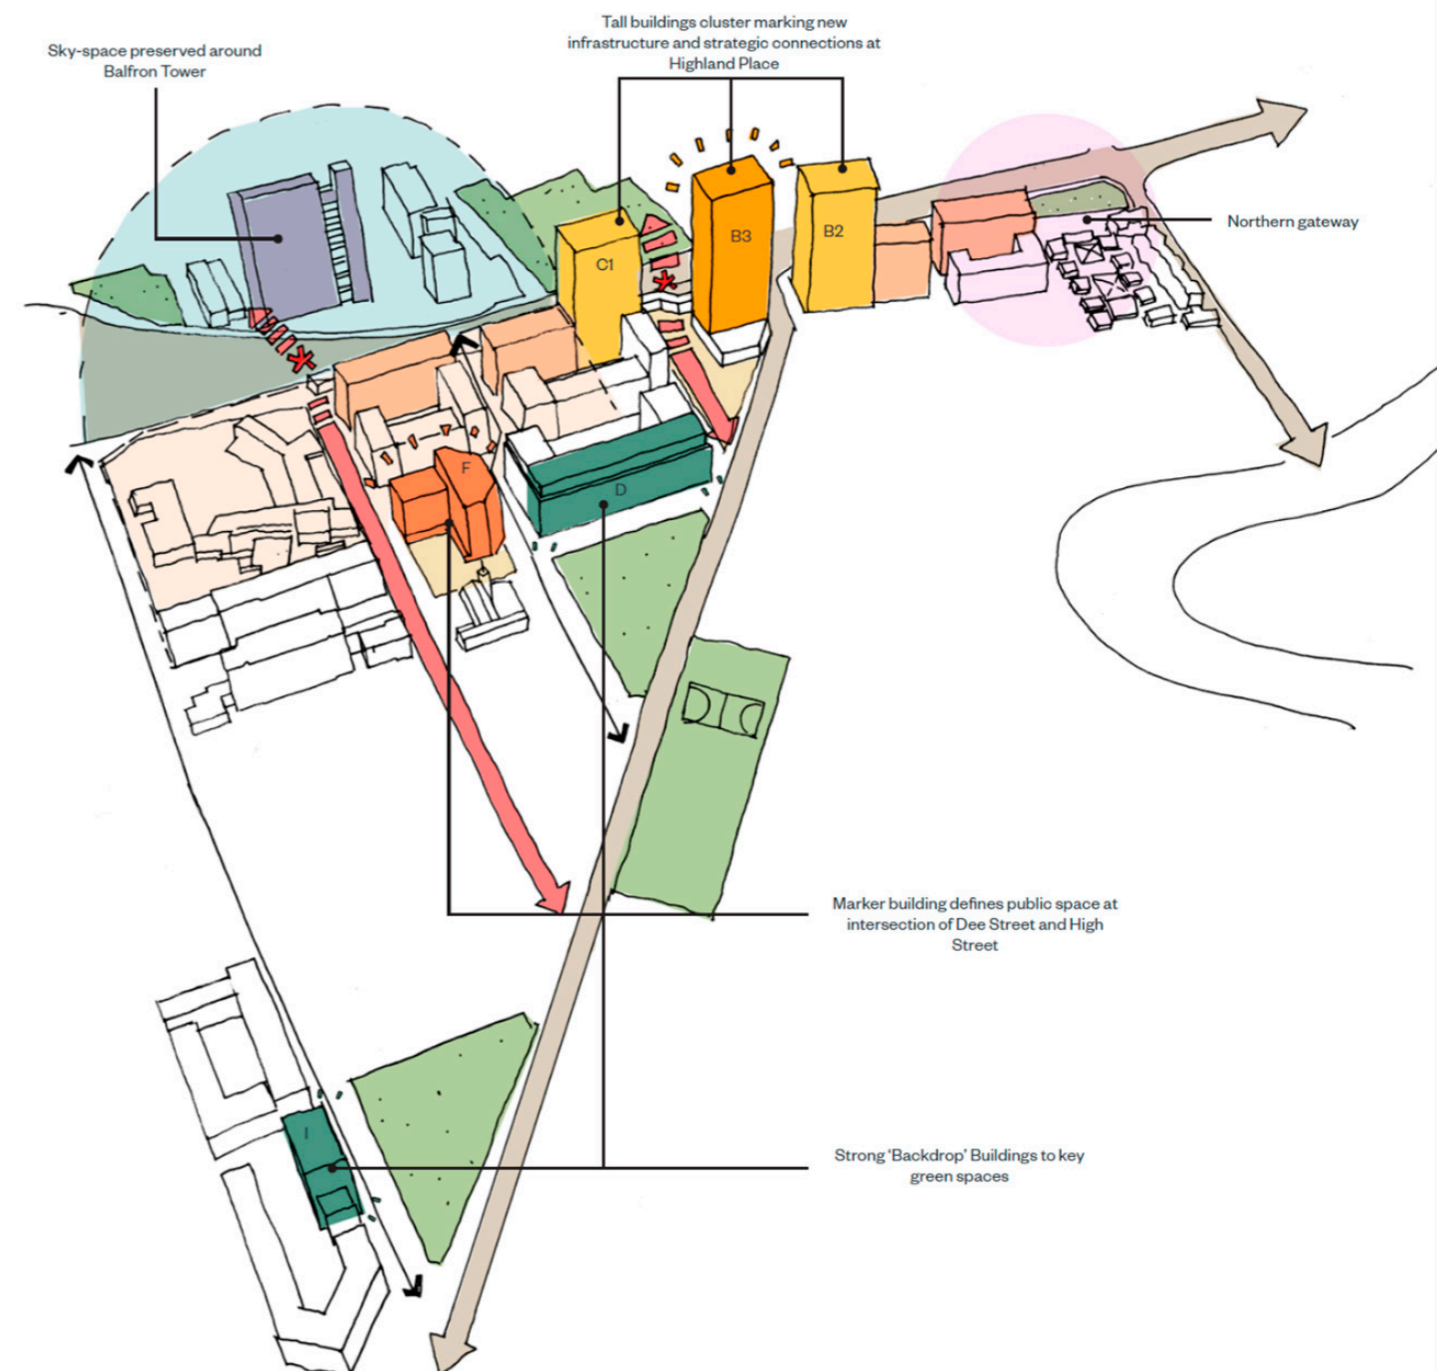 Tall buildings cluster marking new
infrastructure and strategic connections at
Highland Place
Sky-space preserved around
Balfron Tower
Northern gateway
B3
B2
C1
F
D
Marker building defines public space at
intersection of Dee Street and High
Street
I
Strong ‘Backdrop’ Buildings to key
green spaces